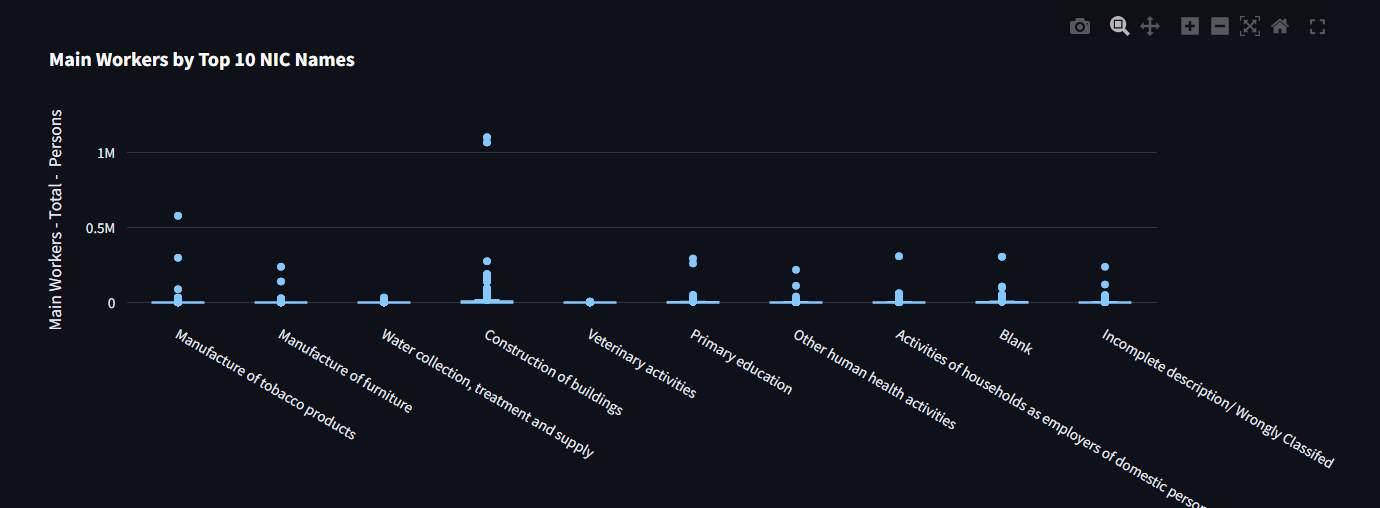 Main Workers by Top 10 NIC Names
Main Workers - Total - Persons
1M
0.5M
0
Manufacture of tobacco products
Manufacture of furniture
Water collection, treatment and supply
Construction of buildings
Veterinary activities
Primary education
Other human health activities
Activities of households as employers of domestic
Blank
Incomplete description/ Wrongly Classifed